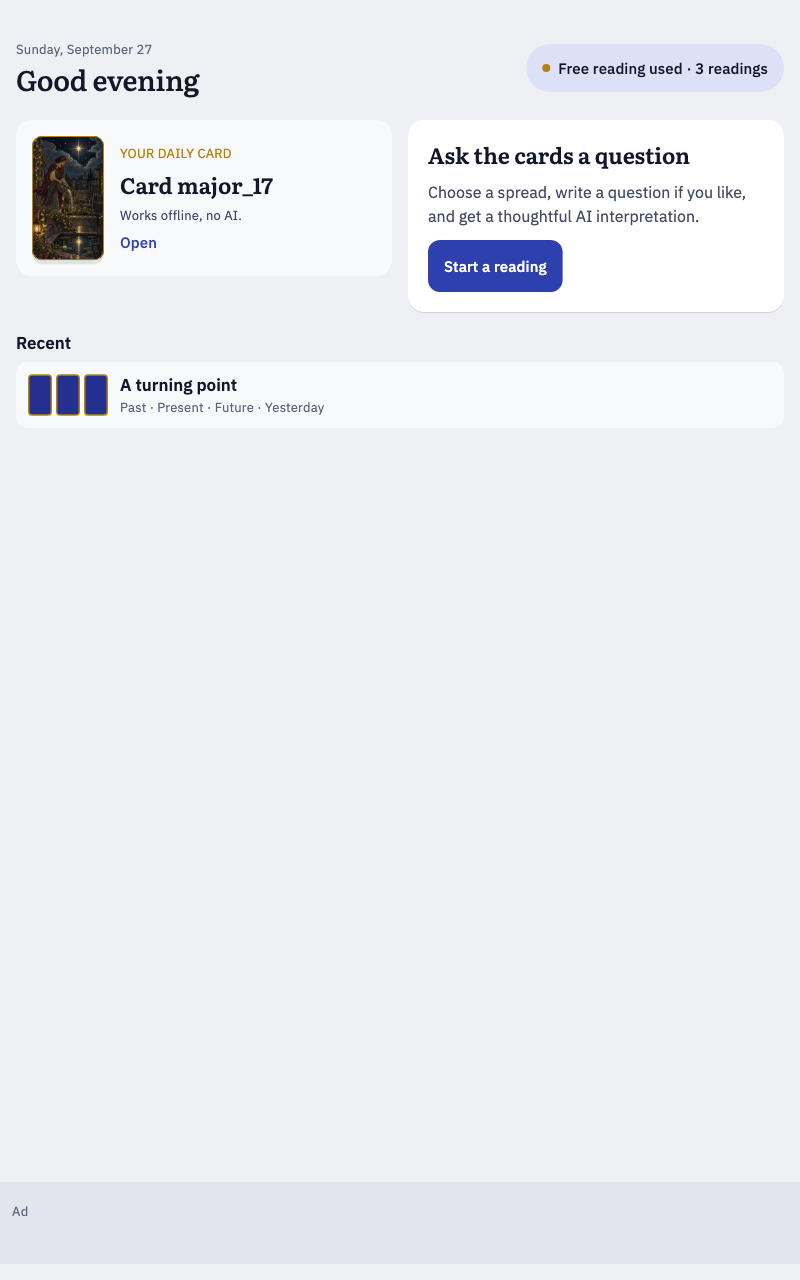 Sunday, September 27
Good evening
Free reading used · 3 readings
YOUR DAILY CARD
Card major_17
Works offline, no AI.
Open
Ask the cards a question
Choose a spread, write a question if you like,
and get a thoughtful AI interpretation.
Start a reading
Recent
A turning point
Past · Present · Future · Yesterday
Ad